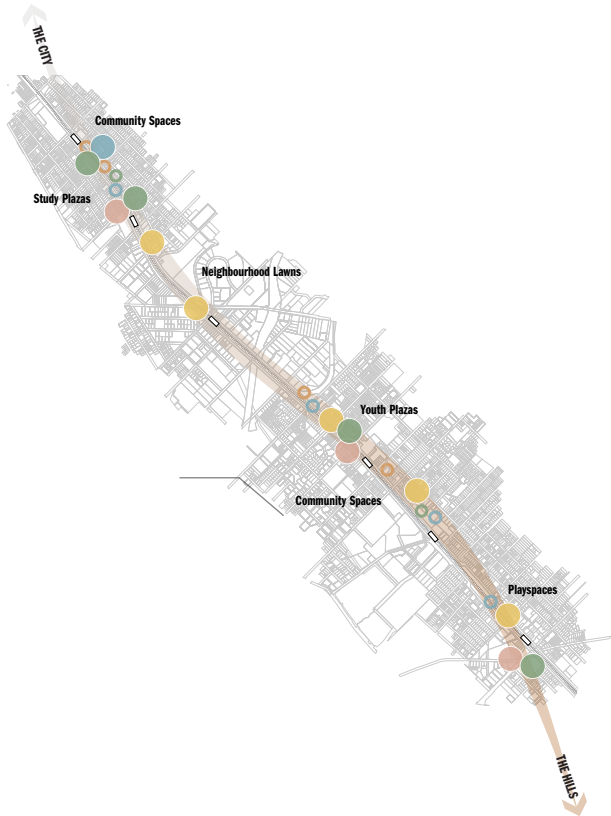 THE CITY
Community Spaces
Study Plazas
Neighbourhood Lawns
Youth Plazas
Community Spaces
Playspaces
THE HILLS